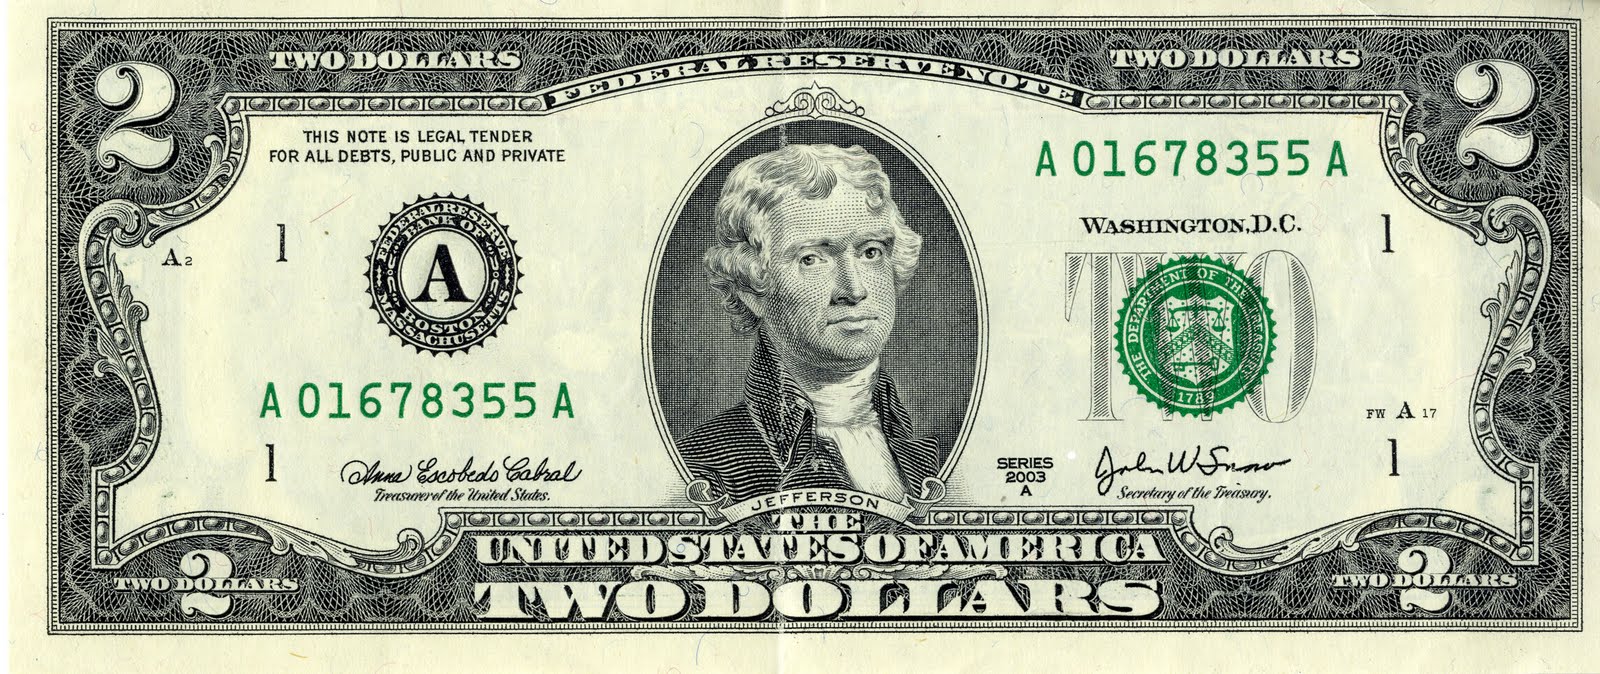 2 TWO DOLLARS FEDERAL RESERVE NOTE TWO DOLLARS 2
THIS NOTE IS LEGAL TENDER
FOR ALL DEBTS, PUBLIC AND PRIVATE
A 01678355 A
WASHINGTON, D.C.
1
1
A2
FEDERAL RESERVE
BANK OF
A
BOSTON
MASSACHUSETTS
TWO
THE DEPARTMENT OF THE TREASURY
1789
A 01678355 A
FW A 17
1
1
Anna Escobedo Cabral
Treasurer of the United States.
SERIES
2003
A
John W Snow
Secretary of the Treasury.
JEFFERSON
THE
UNITED STATES OF AMERICA
TWO DOLLARS
2
TWO DOLLARS
2
TWO DOLLARS